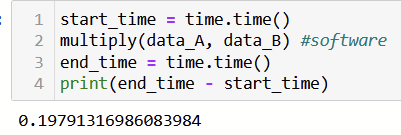 1 start_time = time.time()
2 multiply(data_A, data_B) #software
3 end_time = time.time()
4 print(end_time - start_time)
0.19791316986083984